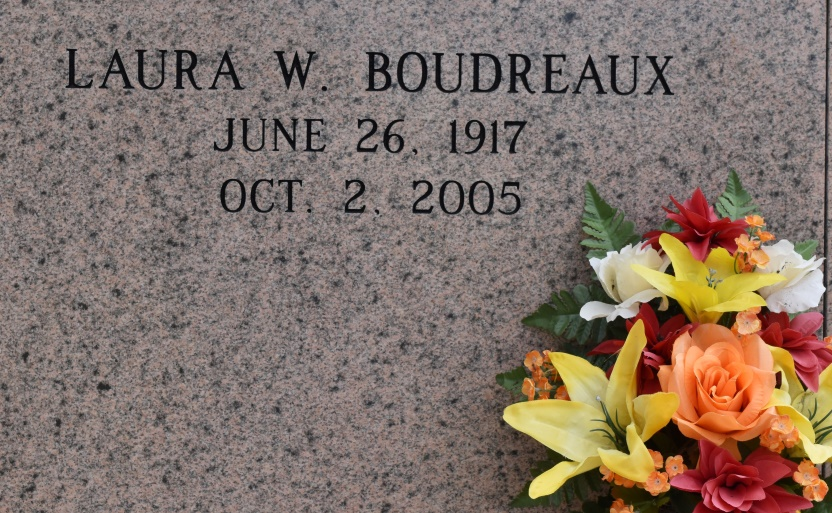 LAURA W. BOUDREAUX
JUNE 26, 1917
OCT. 2, 2005